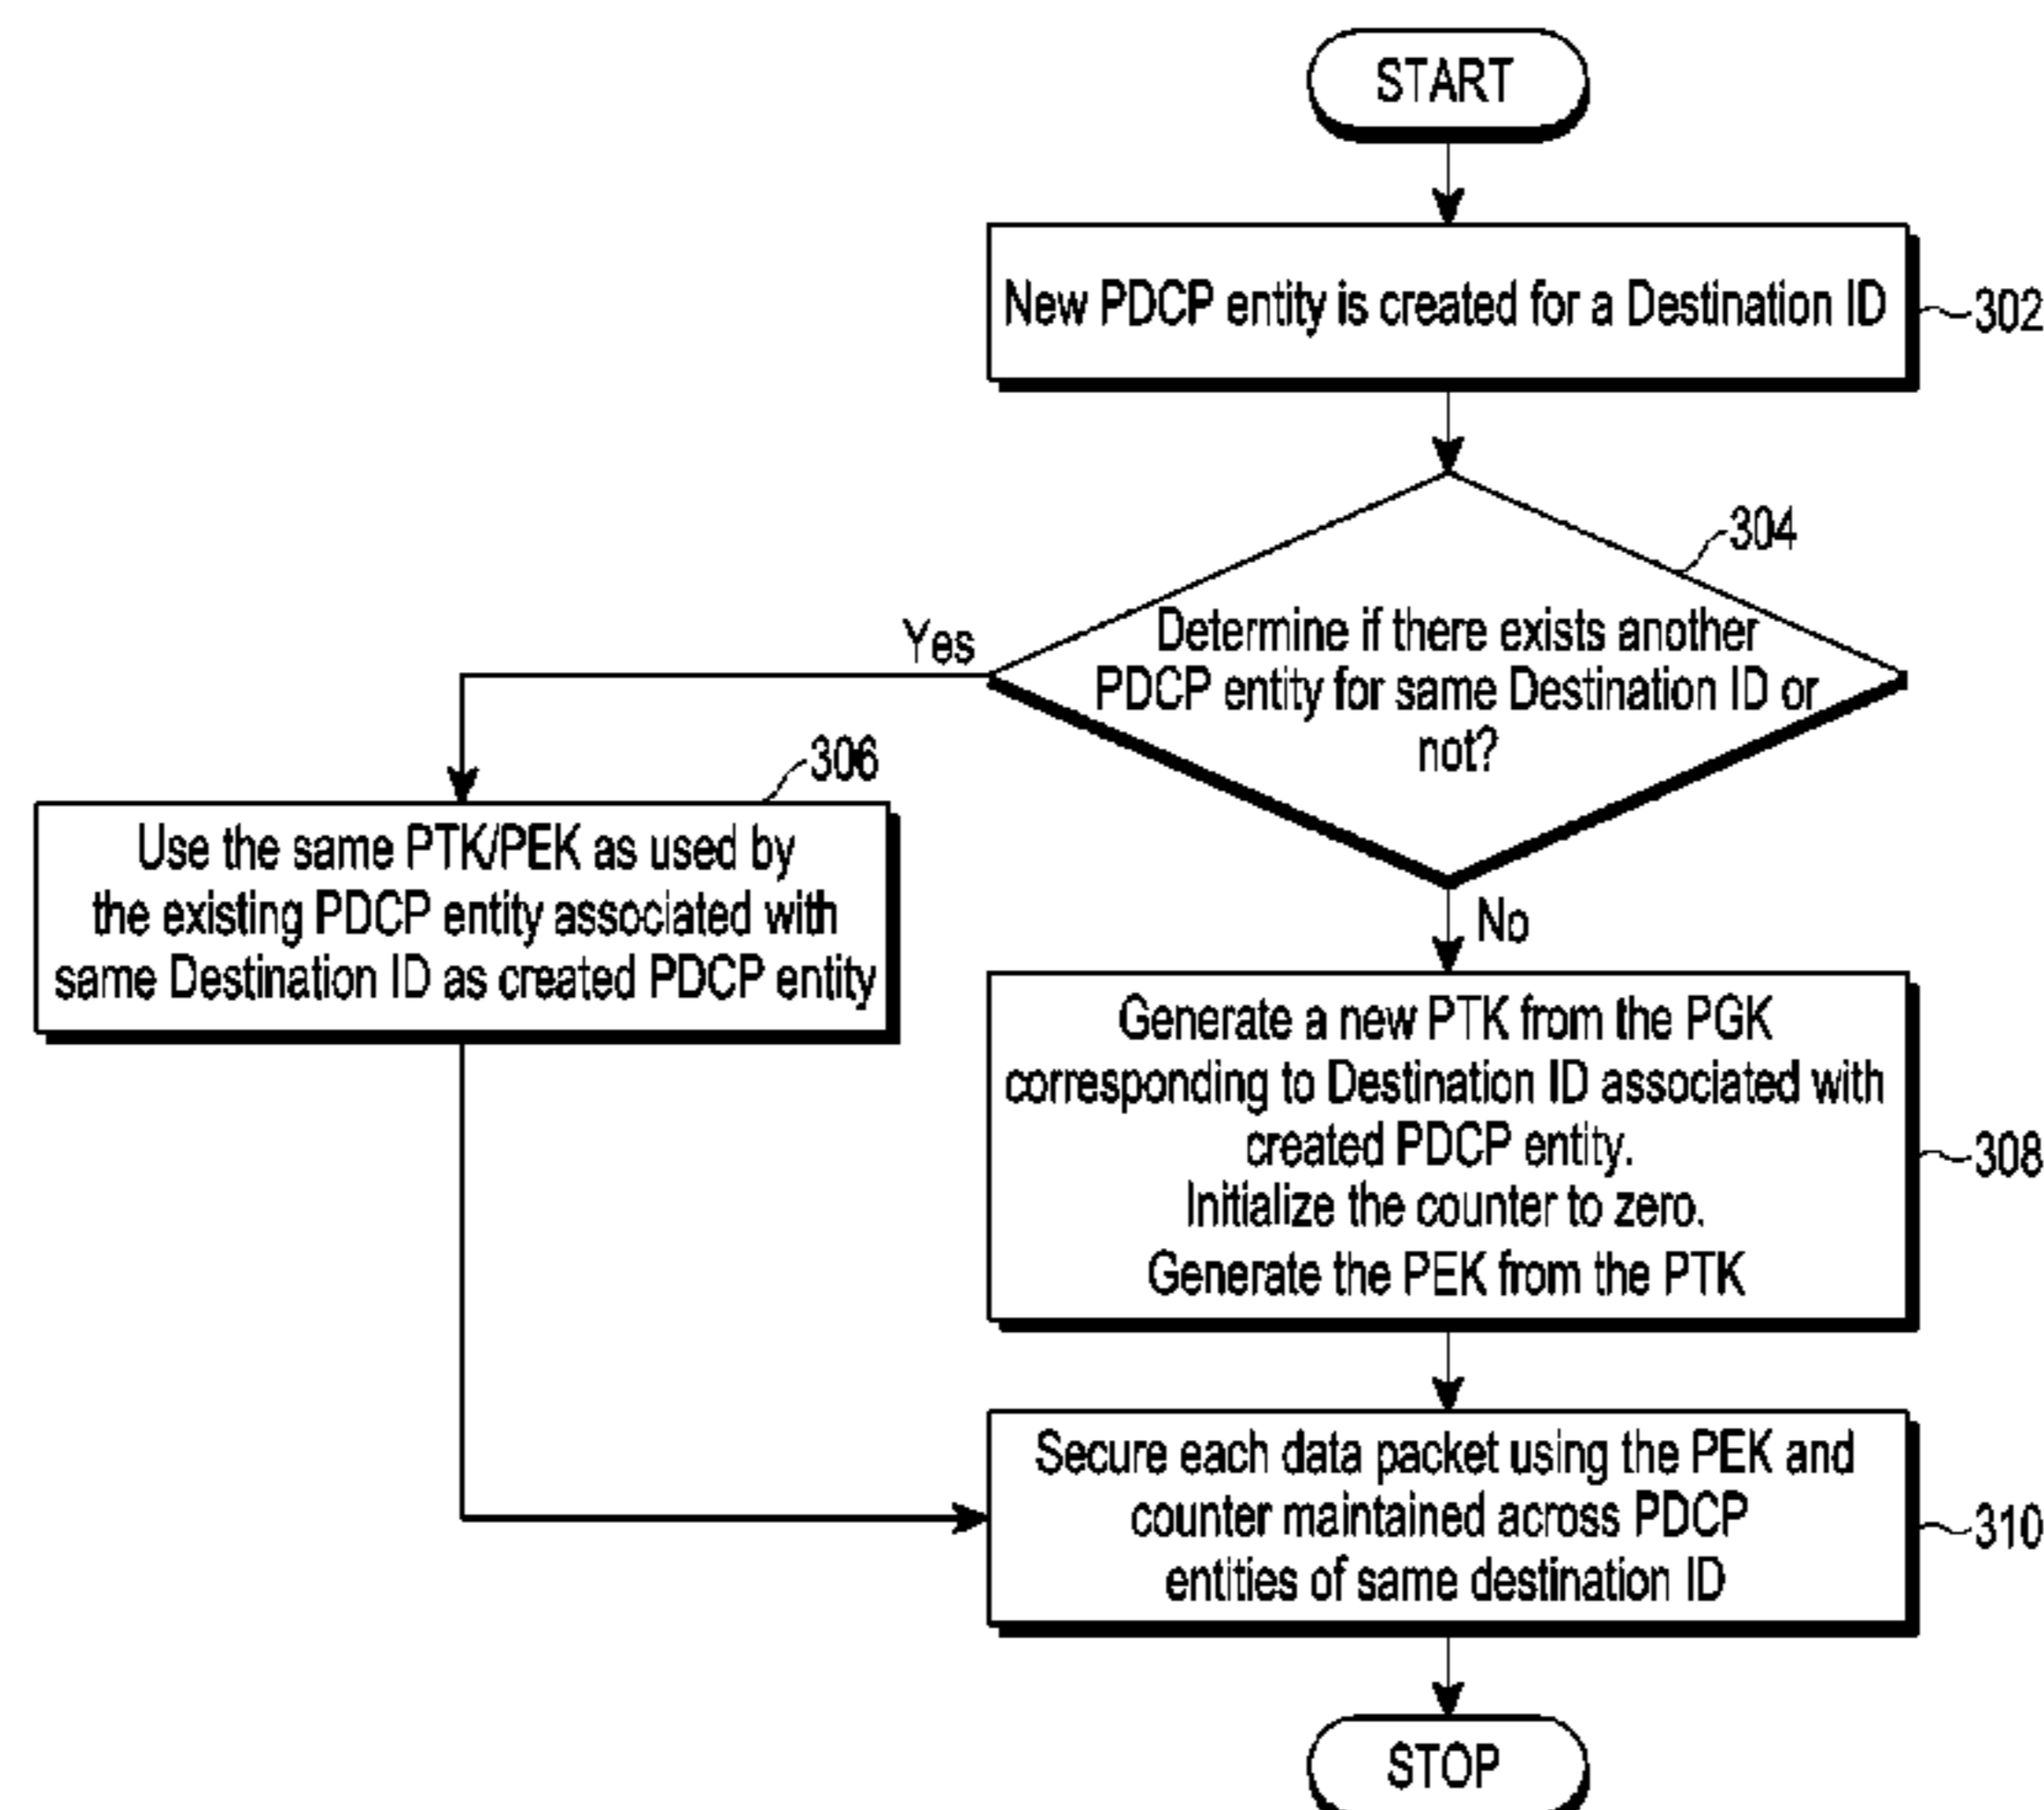 START
New PDCP entity is created for a Destination ID
302
304
Determine if there exists another
PDCP entity for same Destination ID or
not?
Yes
306
Use the same PTK/PEK as used by
the existing PDCP entity associated with
same Destination ID as created PDCP entity
No
Generate a new PTK from the PGK
corresponding to Destination ID associated with
created PDCP entity.
Initialize the counter to zero.
Generate the PEK from the PTK
308
Secure each data packet using the PEK and
counter maintained across PDCP
entities of same destination ID
310
STOP